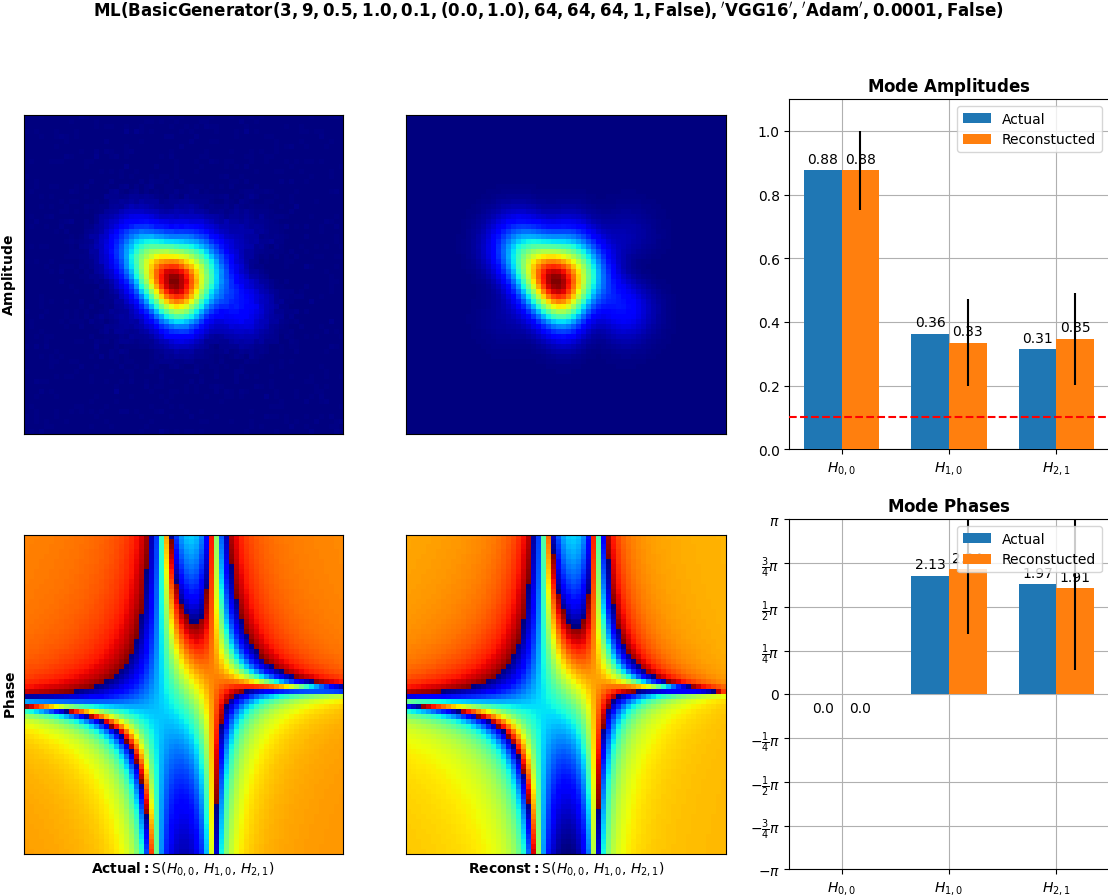 ML(BasicGenerator(3, 9, 0.5, 1.0, 0.1, (0.0, 1.0), 64, 64, 64, 1, False), ′VGG16′, ′Adam′, 0.0001, False)
Mode Amplitudes
Actual
Reconstucted
1.0
0.8
0.6
0.4
0.2
0.0
0.88 0.88
0.36 0.33
0.31 0.35
H0,0 H1,0 H2,1
Amplitude
Mode Phases
Actual
Reconstucted
π
3/4π
1/2π
1/4π
0
−1/4π
−1/2π
−3/4π
−π
0.0 0.0
2.13
1.97 1.91
H0,0 H1,0 H2,1
Phase
Actual: S(H0,0, H1,0, H2,1)
Reconst: S(H0,0, H1,0, H2,1)